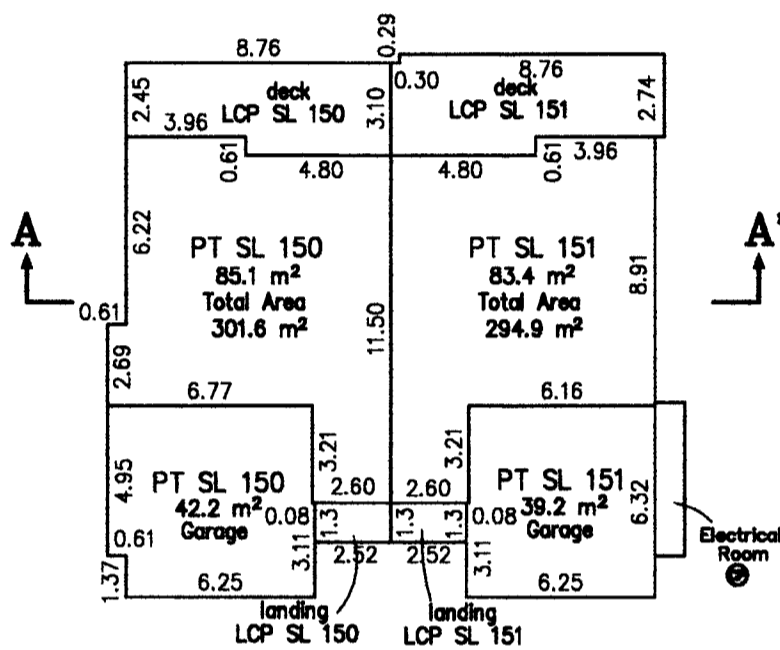 0.29
8.76
8.76
0.30
deck
LCP SL 150
deck
LCP SL 151
2.45
3.10
2.74
3.96
3.96
0.61
0.61
4.80
4.80
A
A'
6.22
PT SL 150
85.1 m²
Total Area
301.6 m²
PT SL 151
83.4 m²
Total Area
294.9 m²
8.91
0.61
11.50
2.69
6.77
6.16
3.21
3.21
4.95
PT SL 150
42.2 m²
Garage
2.60
2.60
PT SL 151
39.2 m²
Garage
6.32
0.08
1.3
1.3
1.3
0.08
0.61
3.11
2.52
2.52
3.11
Electrical
Room
1.37
6.25
6.25
landing
LCP SL 150
landing
LCP SL 151